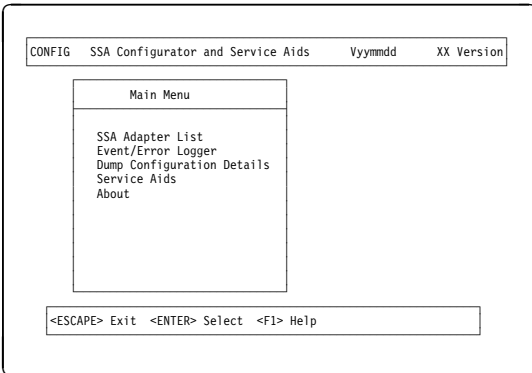 CONFIG SSA Configurator and Service Aids Vyymmdd XX Version
Main Menu
SSA Adapter List
Event/Error Logger
Dump Configuration Details
Service Aids
About
<ESCAPE> Exit <ENTER> Select <F1> Help